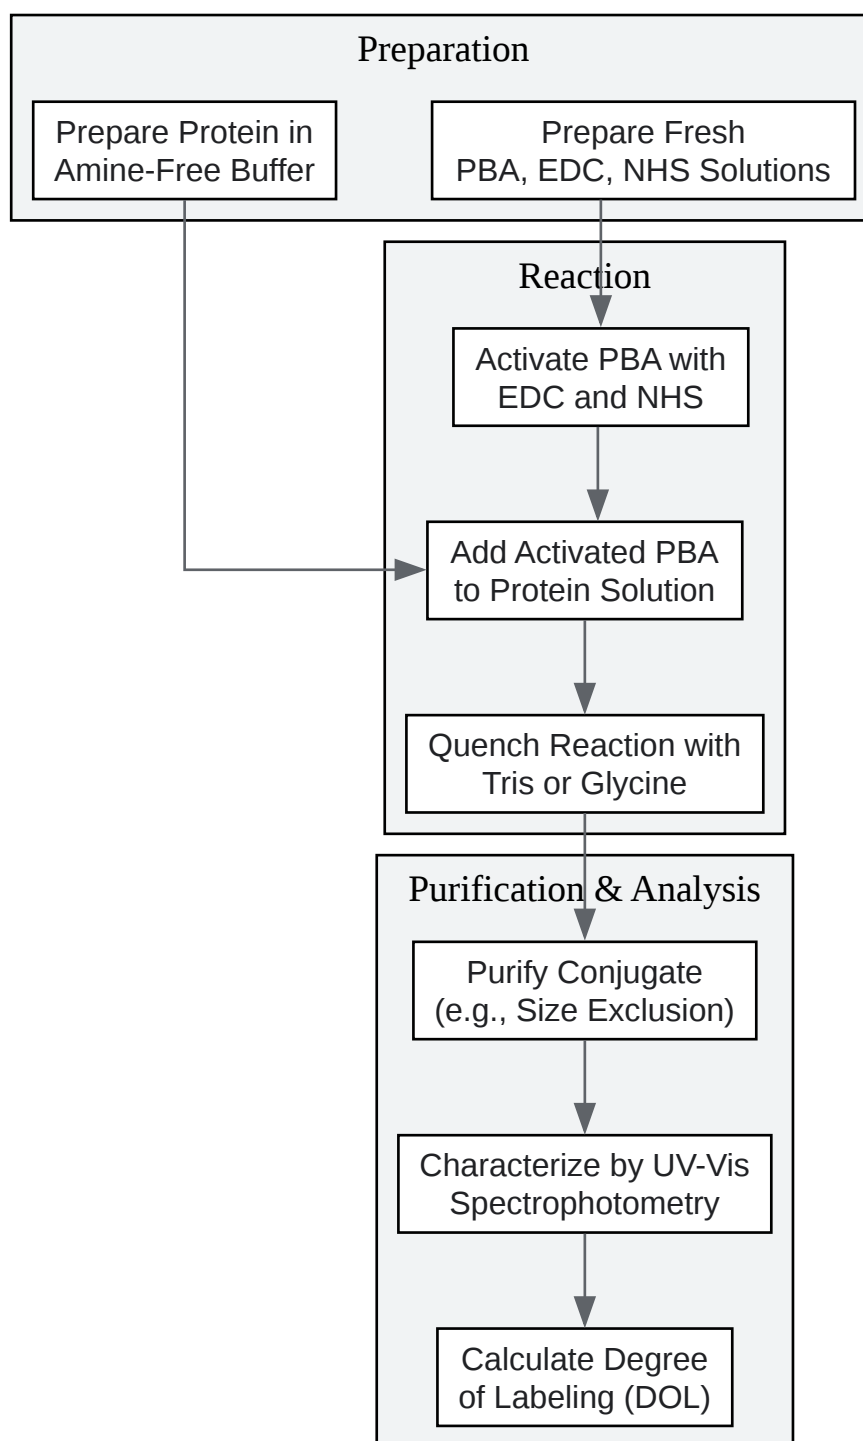 Preparation
Prepare Protein in
Amine-Free Buffer
Prepare Fresh
PBA, EDC, NHS Solutions
Reaction
Activate PBA with
EDC and NHS
Add Activated PBA
to Protein Solution
Quench Reaction with
Tris or Glycine
Purification & Analysis
Purify Conjugate
(e.g., Size Exclusion)
Characterize by UV-Vis
Spectrophotometry
Calculate Degree
of Labeling (DOL)